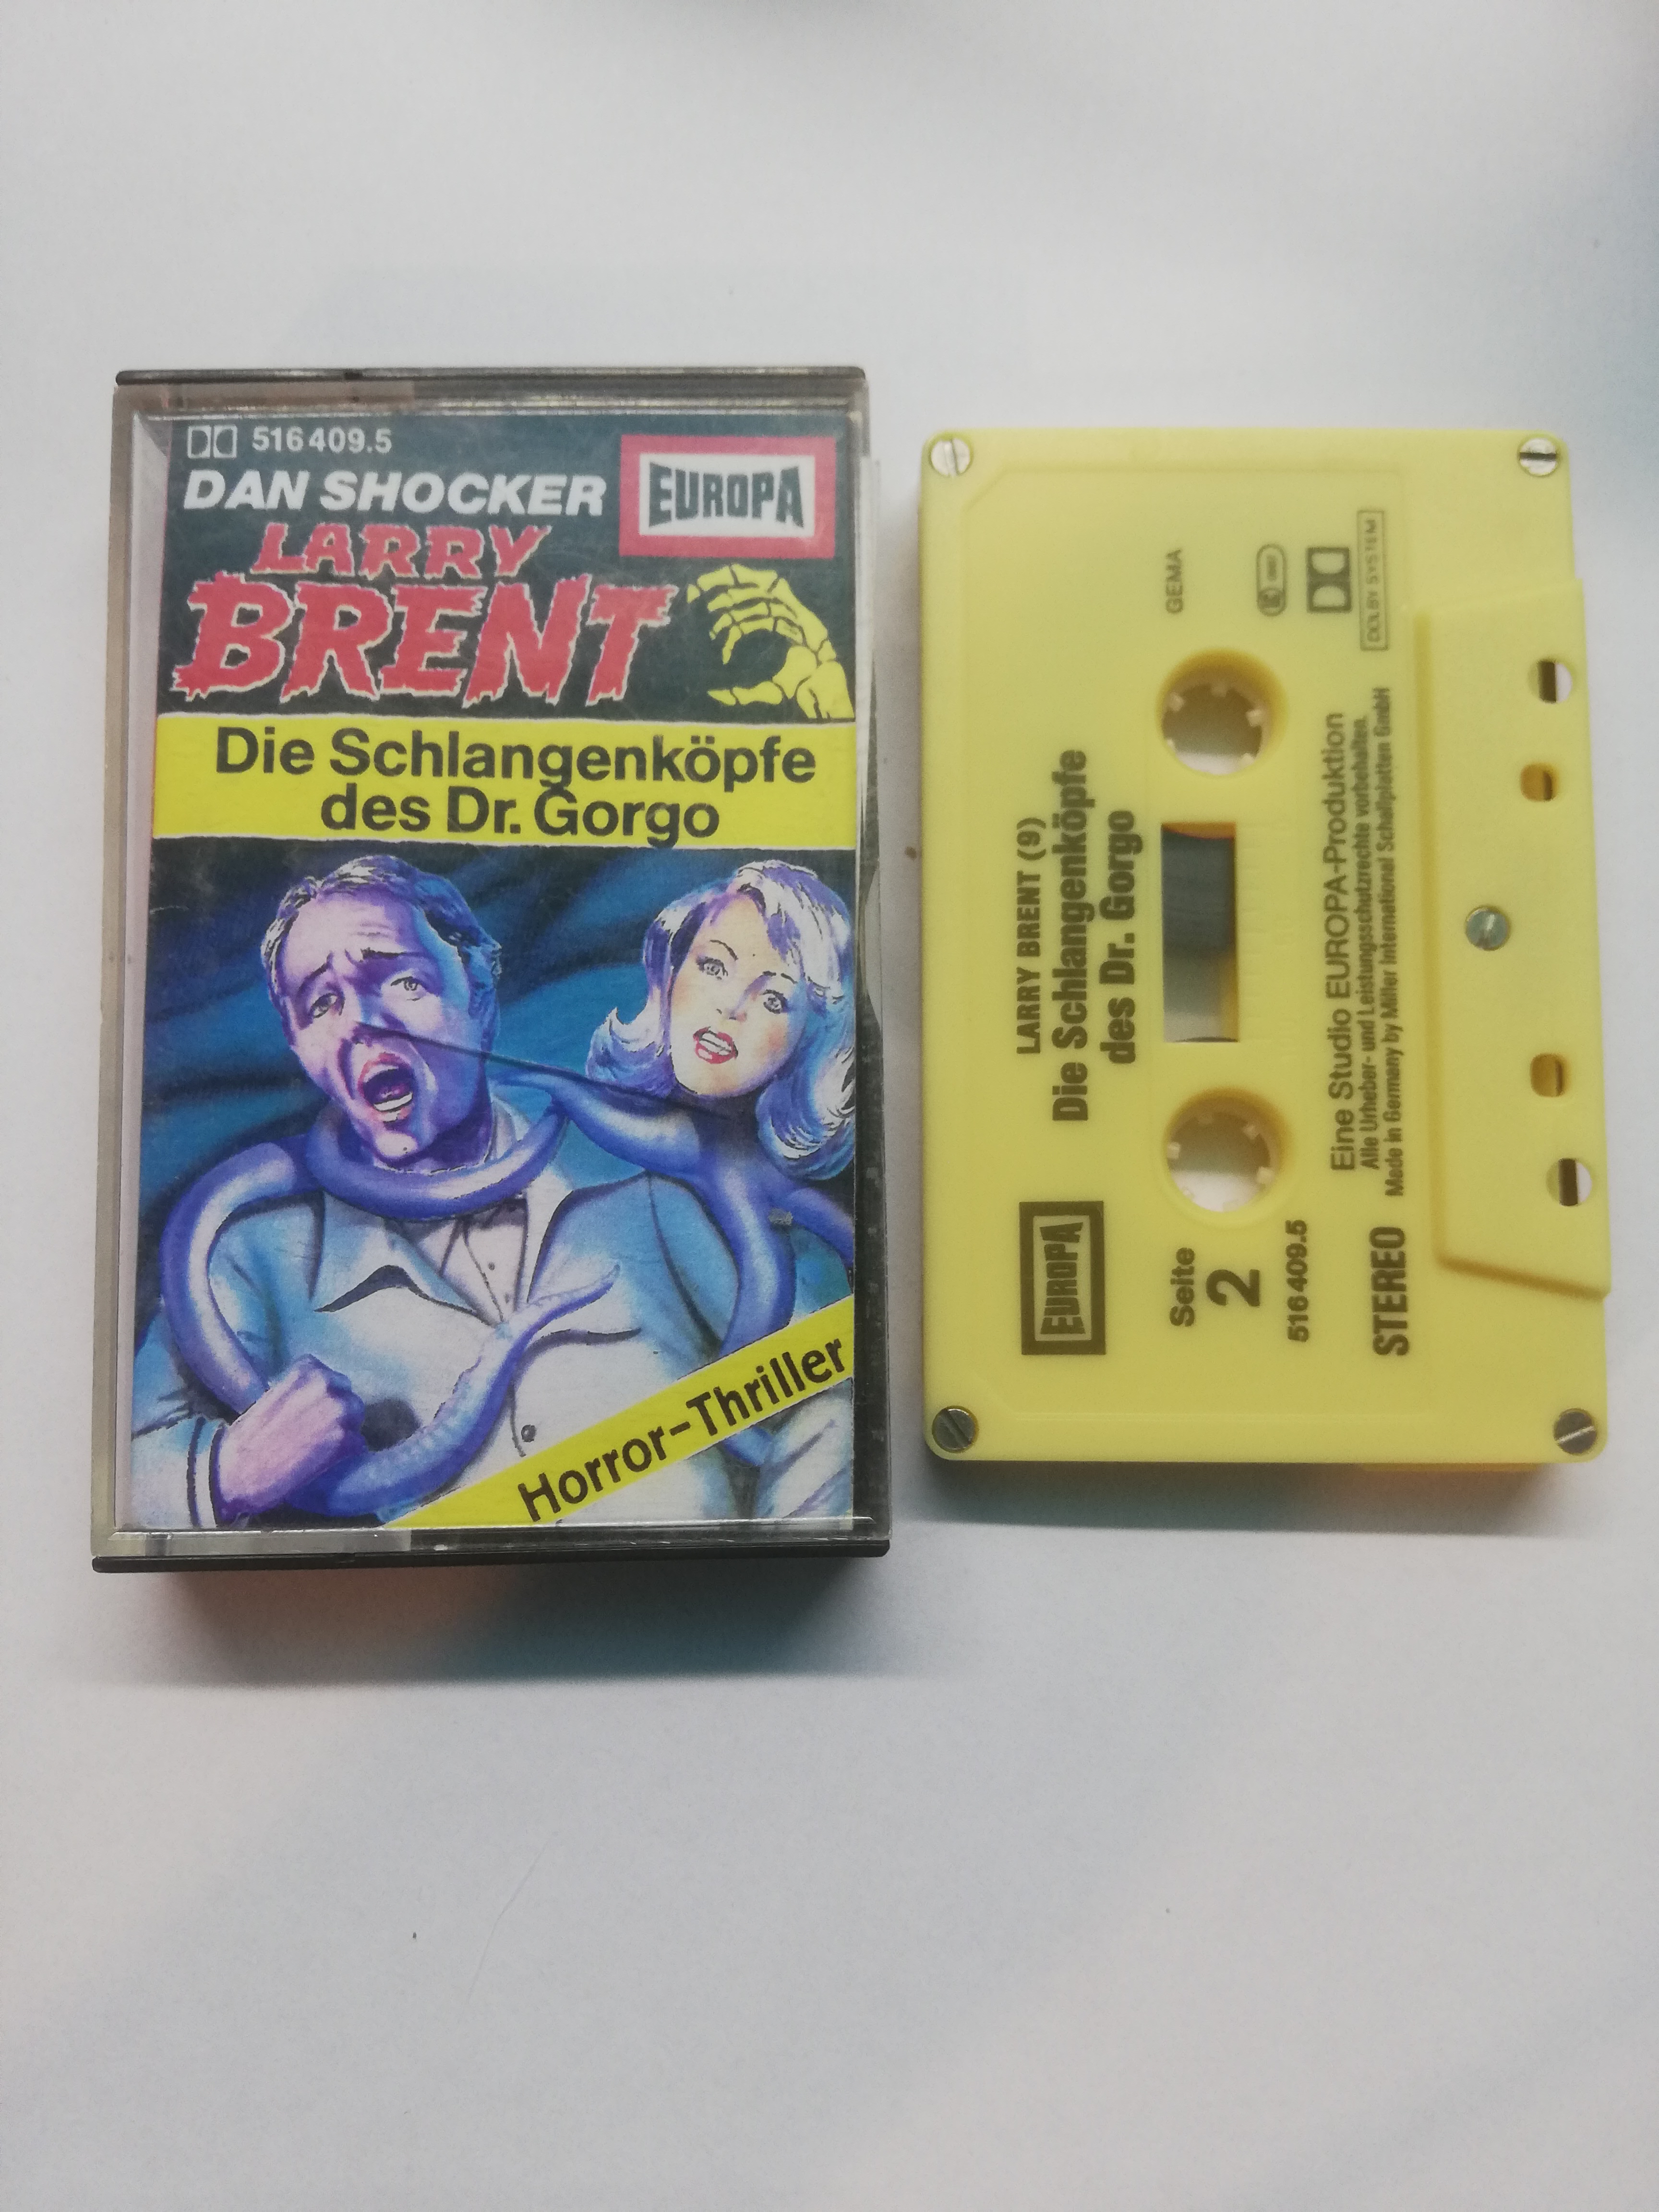 516 409.5
DAN SHOCKER
EUROPA
LARRY
BRENT
Die Schlangenköpfe
des Dr. Gorgo
Horror-Thriller
EUROPA
LARRY BRENT (9)
Die Schlangenköpfe
des Dr. Gorgo
Seite
2
GEMA
516 409.5
Eine Studio EUROPA-Produktion
Alle Urheber- und Leistungsschutzrechte vorbehalten.
Made in Germany by Miller International Schallplatten GmbH
STEREO
DOLBY SYSTEM